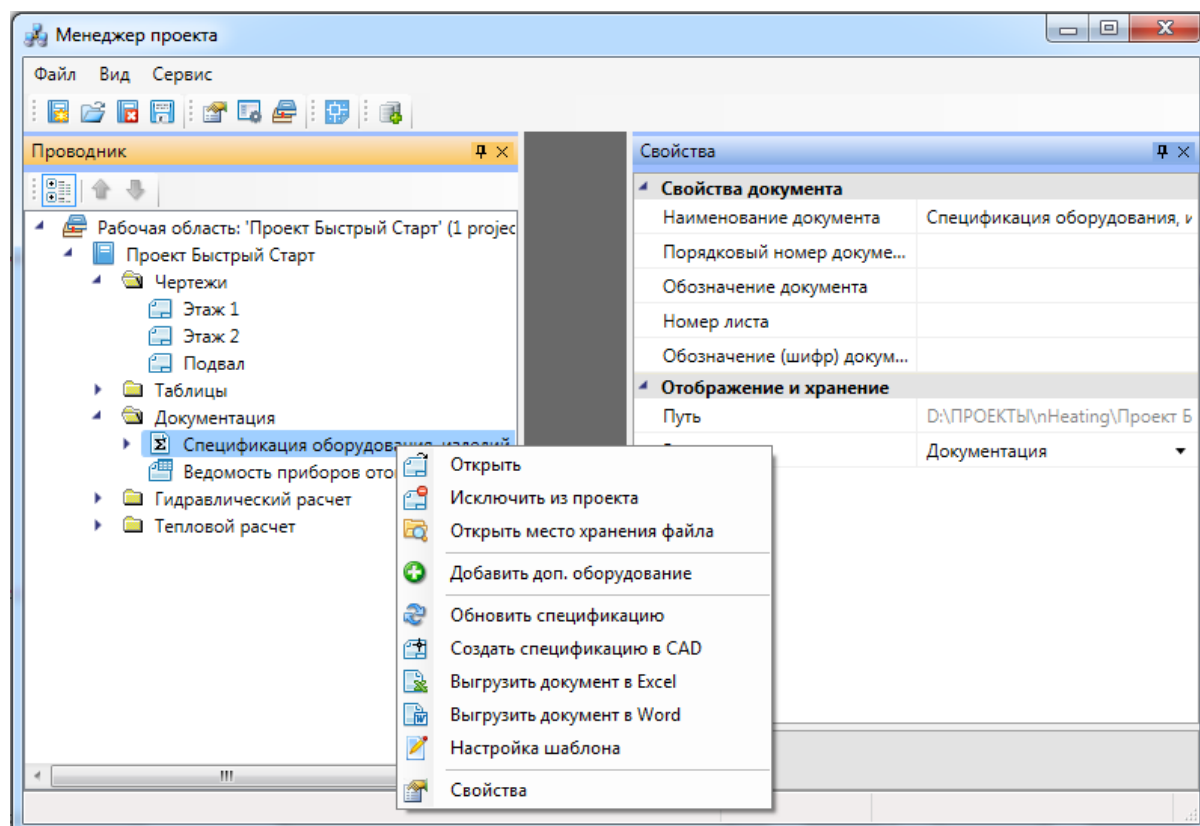 Менеджер проекта
Файл Вид Сервис
Проводник
Рабочая область: 'Проект Быстрый Старт' (1 projec
Проект Быстрый Старт
Чертежи
Этаж 1
Этаж 2
Подвал
Таблицы
Документация
Спецификация оборудования, изделий
Ведомость приборов ото
Гидравлический расчет
Тепловой расчет
Свойства
Свойства документа
Наименование документа Спецификация оборудования, и
Порядковый номер докуме...
Обозначение документа
Номер листа
Обозначение (шифр) докум...
Отображение и хранение
Путь D:\ПРОЕКТЫ\nHeating\Проект Б
Документация
Открыть
Исключить из проекта
Открыть место хранения файла
Добавить доп. оборудование
Обновить спецификацию
Создать спецификацию в CAD
Выгрузить документ в Excel
Выгрузить документ в Word
Настройка шаблона
Свойства